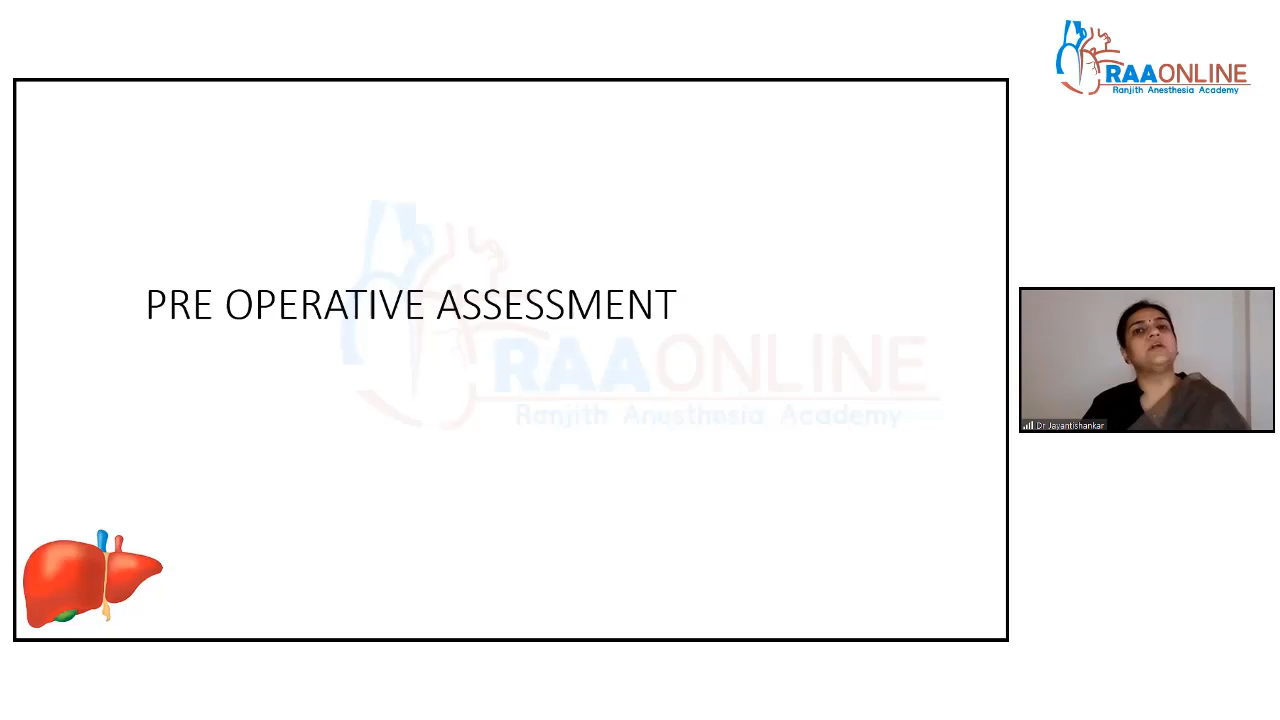 RAAONLINE
Ranjith Anesthesia Academy
PRE OPERATIVE ASSESSMENT
RAAONLINE
Ranjith Anesthesia Academy
Dr Jayantishankar